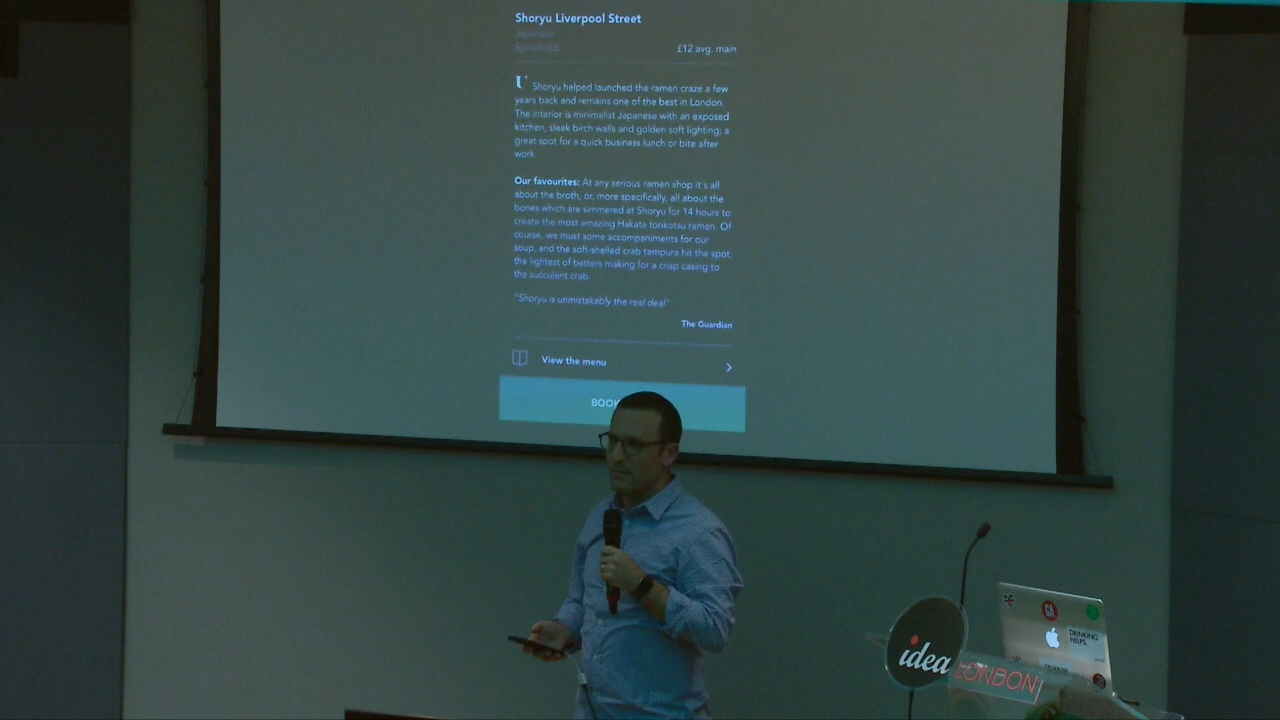 Shoryu Liverpool Street
Japanese
Spitalfields
£12 avg. main
Shoryu helped launched the ramen craze a few
years back and remains one of the best in London.
The interior is minimalist Japanese with an exposed
kitchen, sleek birch walls and golden soft lighting; a
great spot for a quick business lunch or bite after
work.
Our favourites: At any serious ramen shop it's all
about the broth, or, more specifically, all about the
bones which are simmered at Shoryu for 14 hours to
create the most amazing Hakata tonkotsu ramen. Of
course, we must some accompaniments for our
soup, and the soft-shelled crab tempura hit the spot;
the lightest of batters making for a crisp casing to
the succulent crab.
"Shoryu is unmistakably the real deal"
The Guardian
View the menu
BOO
idea
LONDON
GA
DRINKING
HELPS